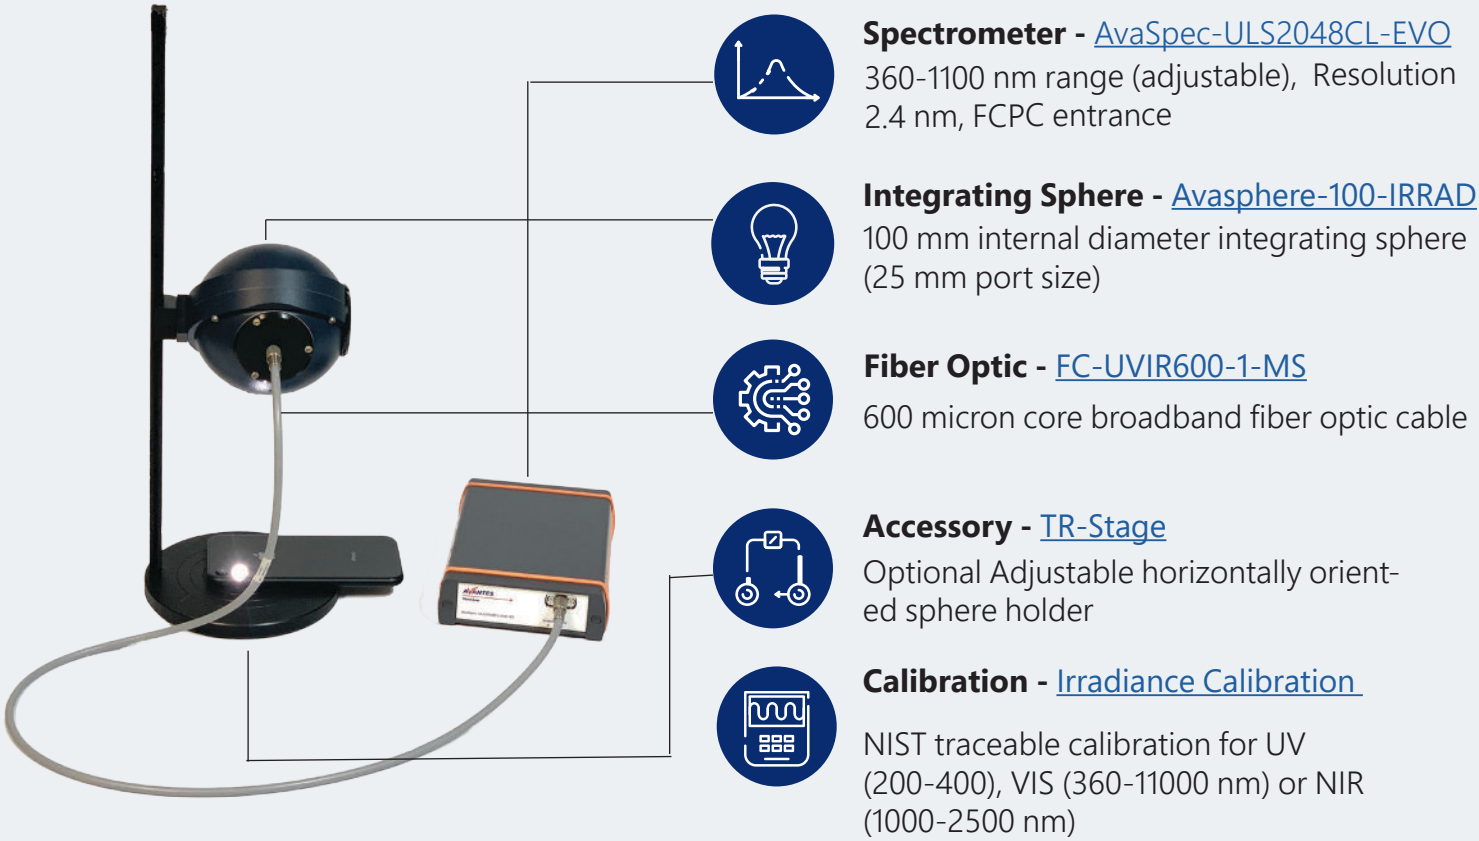 Spectrometer - AvaSpec-ULS2048CL-EVO
360-1100 nm range (adjustable), Resolution
2.4 nm, FCPC entrance
Integrating Sphere - Avasphere-100-IRRAD
100 mm internal diameter integrating sphere
(25 mm port size)
Fiber Optic - FC-UVIR600-1-MS
600 micron core broadband fiber optic cable
Accessory - TR-Stage
Optional Adjustable horizontally orient-
ed sphere holder
Calibration - Irradiance Calibration
NIST traceable calibration for UV
(200-400), VIS (360-11000 nm) or NIR
(1000-2500 nm)
AVANTES